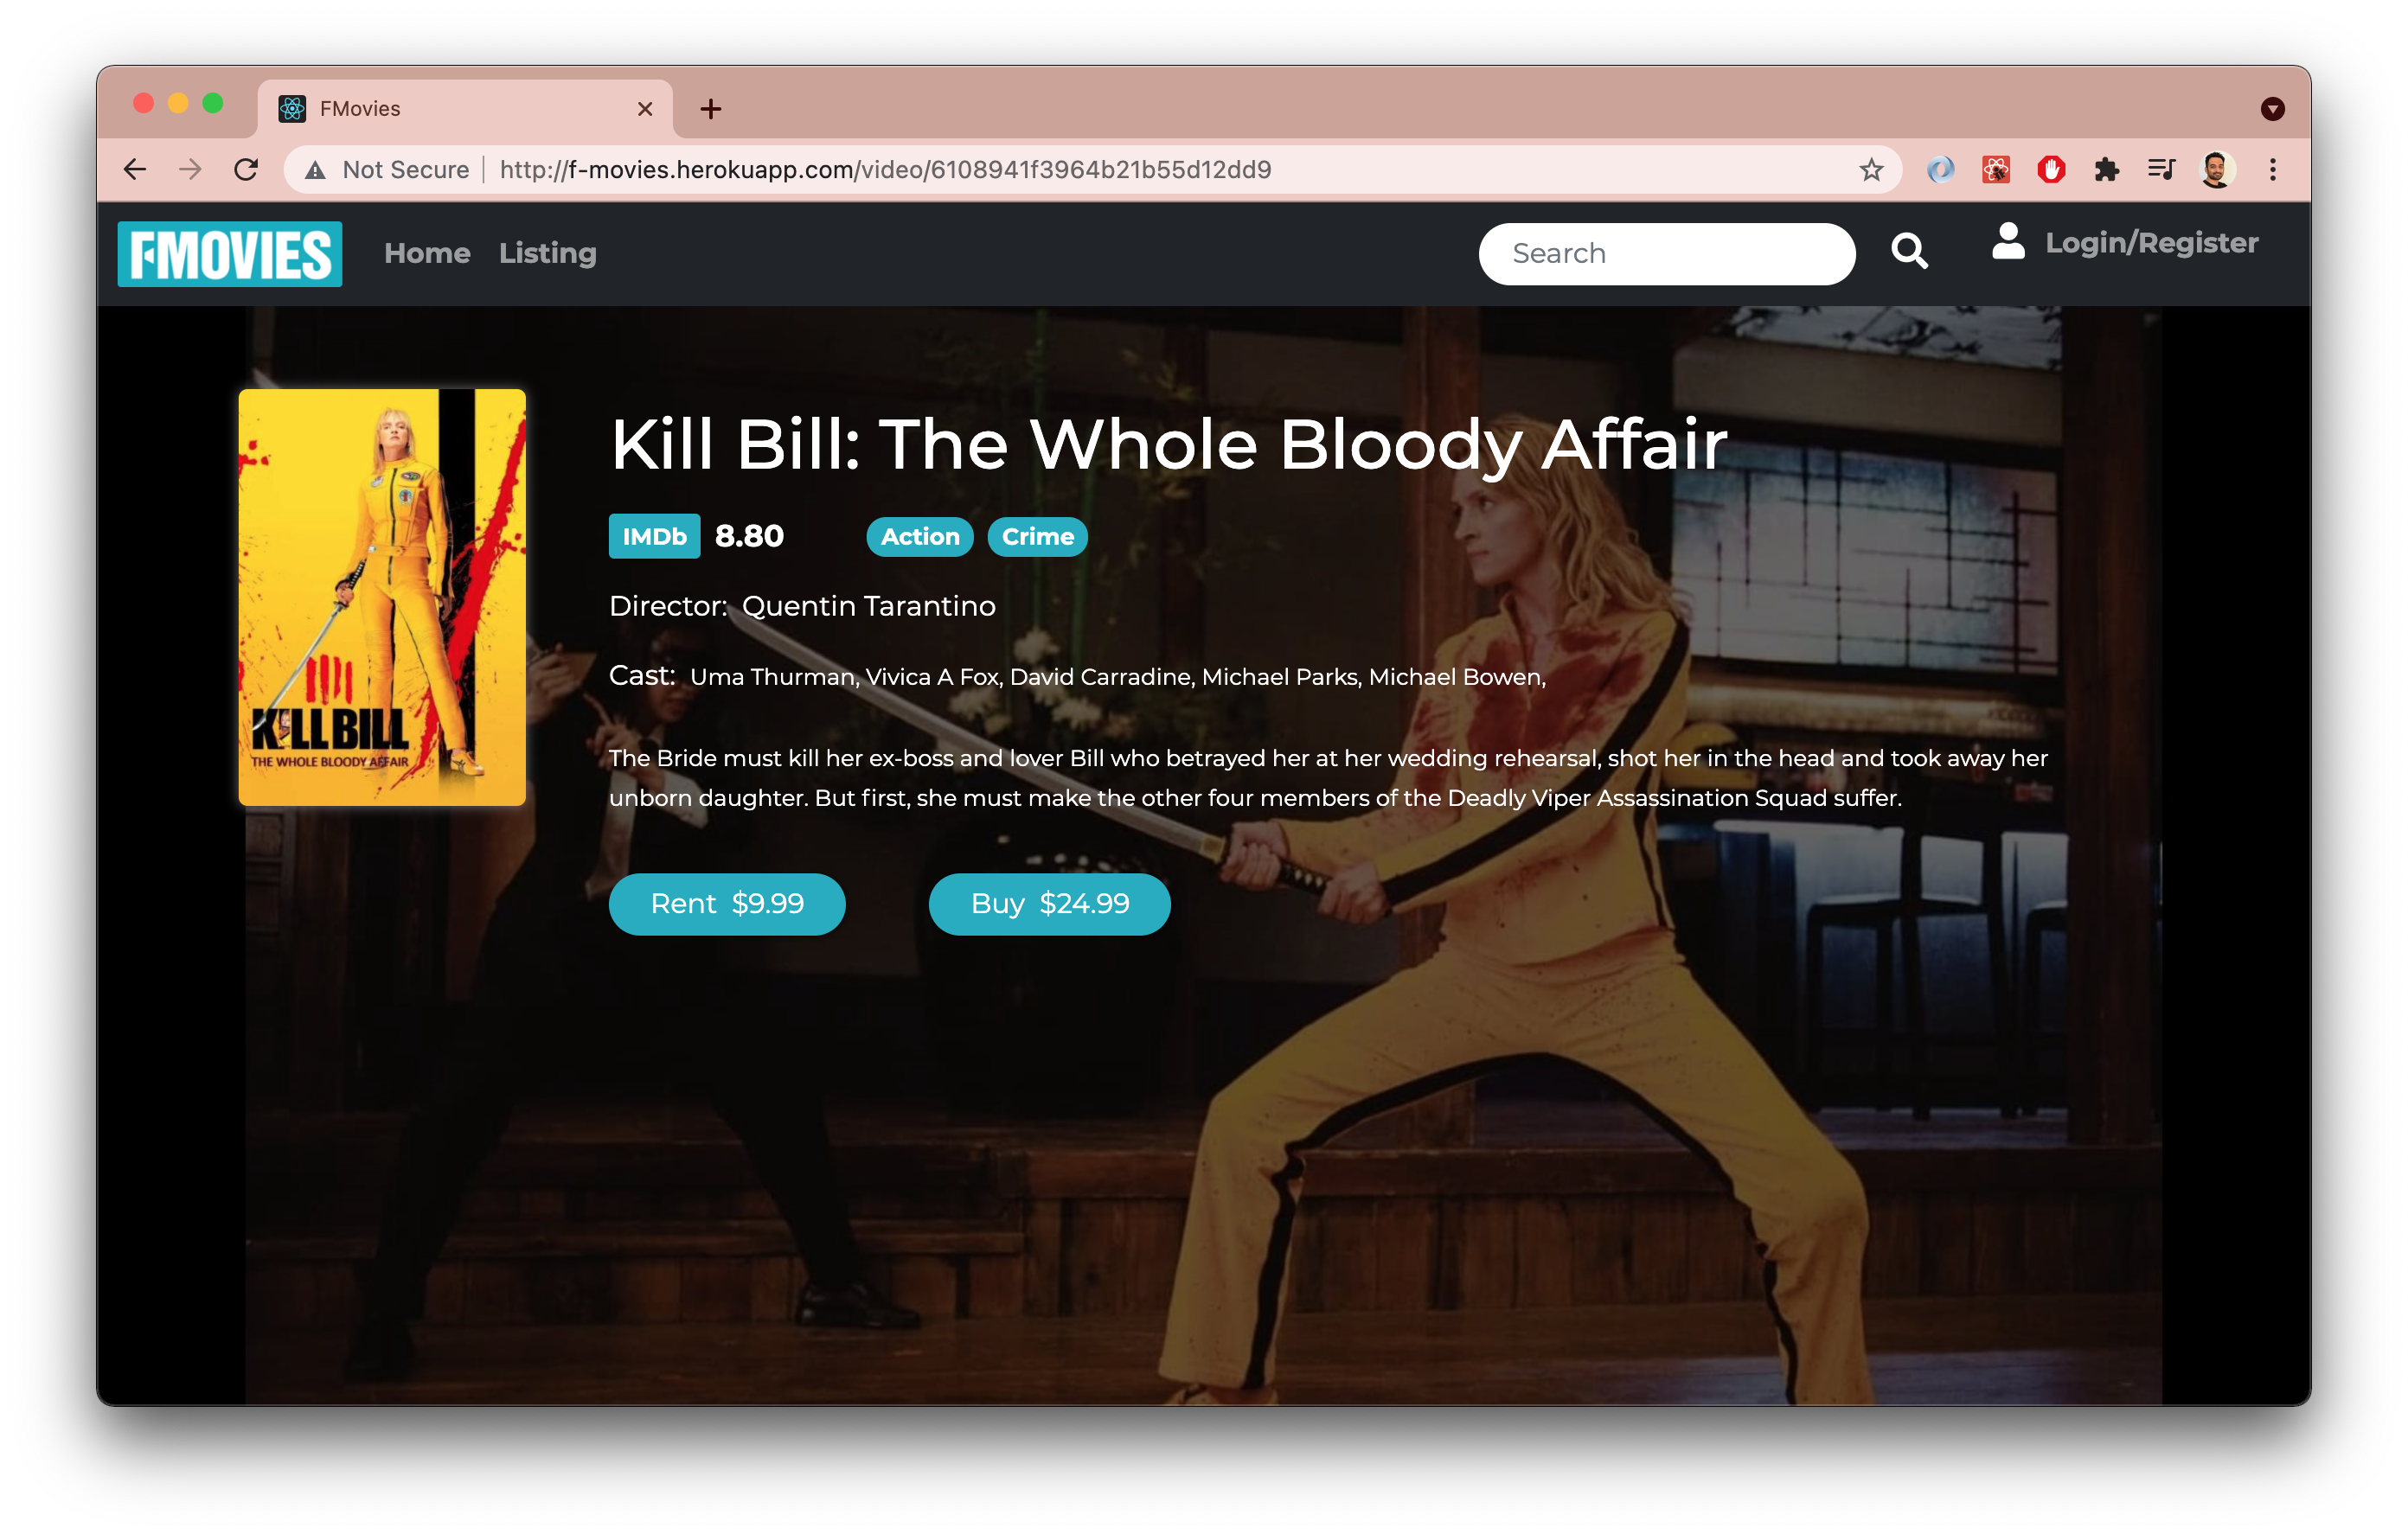 FMovies
Not Secure
http://f-movies.herokuapp.com/video/6108941f3964b21b55d12dd9
FMOVIES
Home
Listing
Search
Login/Register
Kill Bill: The Whole Bloody Affair
IMDb 8.80
Action
Crime
Director: Quentin Tarantino
Cast: Uma Thurman, Vivica A Fox, David Carradine, Michael Parks, Michael Bowen,
The Bride must kill her ex-boss and lover Bill who betrayed her at her wedding rehearsal, shot her in the head and took away her
unborn daughter. But first, she must make the other four members of the Deadly Viper Assassination Squad suffer.
Rent $9.99
Buy $24.99
KILL BILL
THE WHOLE BLOODY AFFAIR